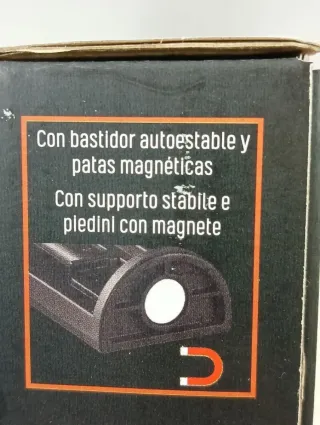 Con bastidor autoestable y
patas magnéticas
Con supporto stabile e
piedini con magnete